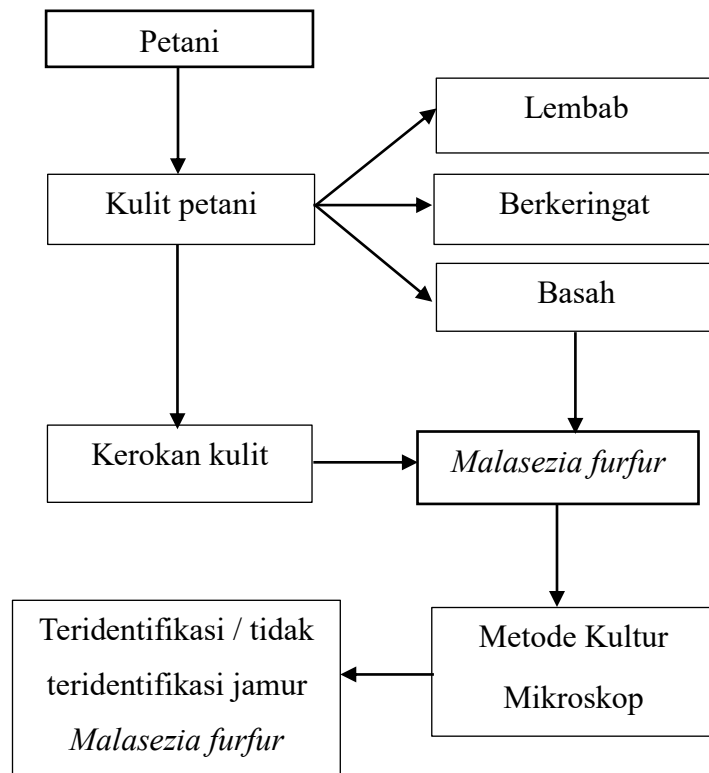 Petani
Lembab
Kulit petani
Berkeringat
Basah
Kerokan kulit
Malasezia furfur
Teridentifikasi / tidak
teridentifikasi jamur
Malasezia furfur
Metode Kultur
Mikroskop